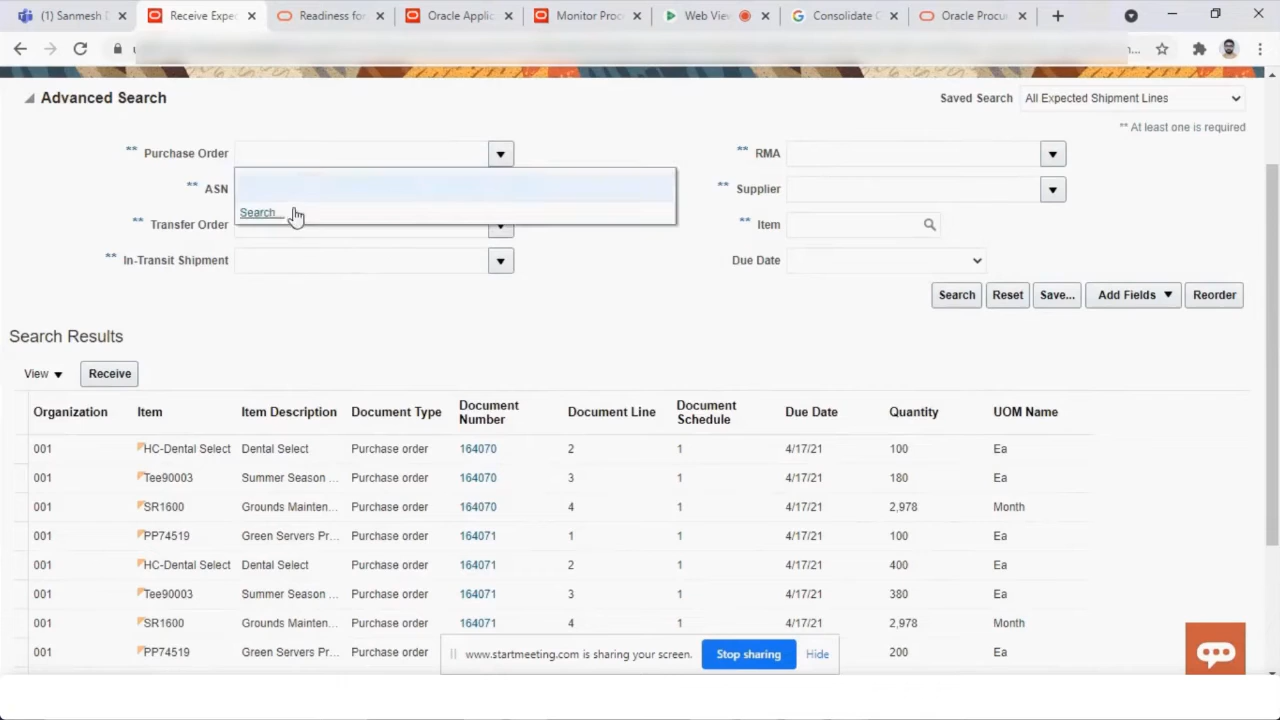 (1) Sanmesh D
Receive Expe
Readiness for
Oracle Applic
Monitor Proc
Web View
Consolidate C
Oracle Procu
Advanced Search
Saved Search All Expected Shipment Lines
** At least one is required
** Purchase Order
** ASN
** Transfer Order
** In-Transit Shipment
Search...
** RMA
** Supplier
** Item
Due Date
Search Reset Save... Add Fields Reorder
Search Results
View Receive
Organization Item Item Description Document Type Document Number Document Line Document Schedule Due Date Quantity UOM Name
001 HC-Dental Select Dental Select Purchase order 164070 2 1 4/17/21 100 Ea
001 Tee90003 Summer Season ... Purchase order 164070 3 1 4/17/21 180 Ea
001 SR1600 Grounds Mainten... Purchase order 164070 4 1 4/17/21 2,978 Month
001 PP74519 Green Servers Pr... Purchase order 164071 1 1 4/17/21 100 Ea
001 HC-Dental Select Dental Select Purchase order 164071 2 1 4/17/21 400 Ea
001 Tee90003 Summer Season ... Purchase order 164071 3 1 4/17/21 380 Ea
001 SR1600 Grounds Mainten... Purchase order 164071 4 1 4/17/21 2,978 Month
001 PP74519 Green Servers Pr... Purchase order 200 Ea
www.startmeeting.com is sharing your screen. Stop sharing Hide